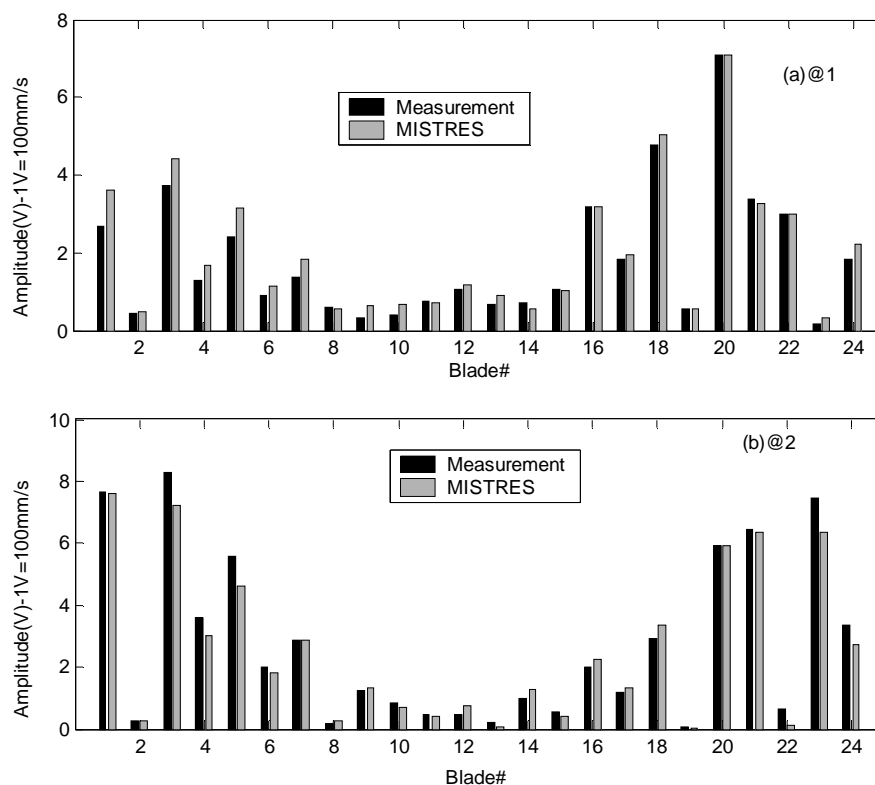 8
6
4
2
0
Amplitude(V)-1V=100mm/s
(a)@1
Measurement
MISTRES
2 4 6 8 10 12 14 16 18 20 22 24
Blade#
10
8
6
4
2
0
Amplitude(V)-1V=100mm/s
(b)@2
Measurement
MISTRES
2 4 6 8 10 12 14 16 18 20 22 24
Blade#